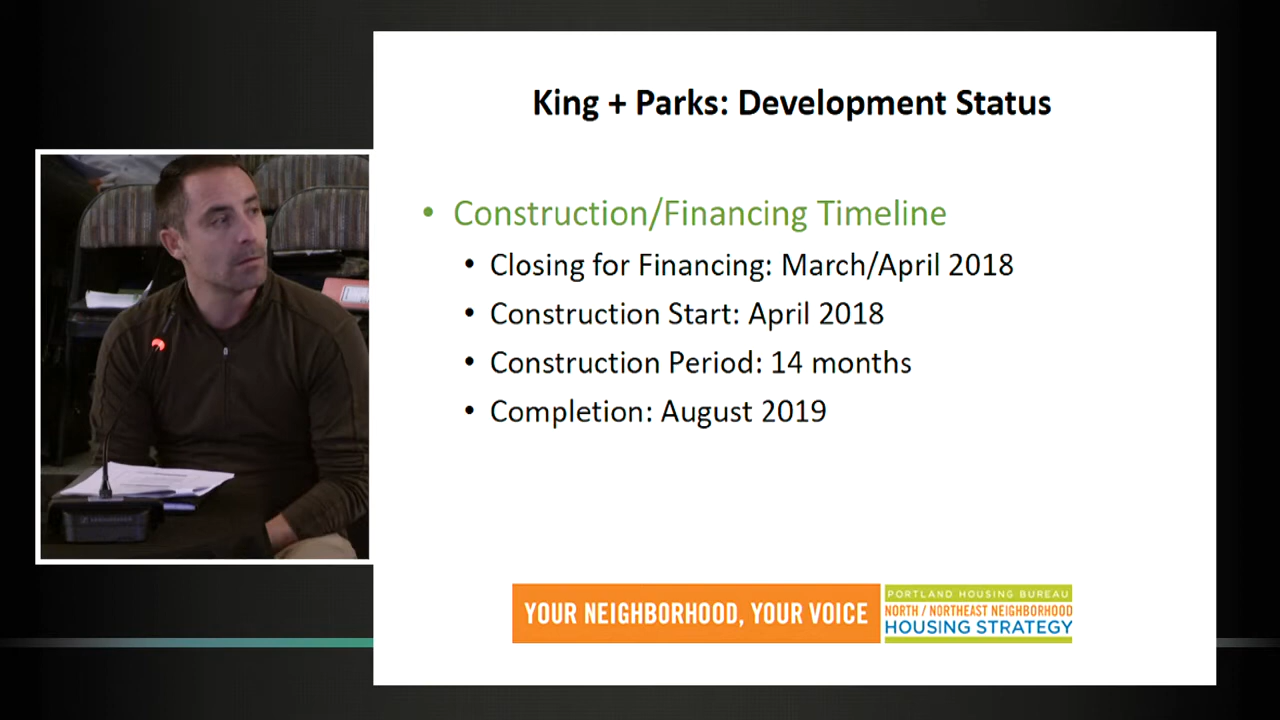 King + Parks: Development Status
• Construction/Financing Timeline
• Closing for Financing: March/April 2018
• Construction Start: April 2018
• Construction Period: 14 months
• Completion: August 2019
YOUR NEIGHBORHOOD, YOUR VOICE
PORTLAND HOUSING BUREAU
NORTH / NORTHEAST NEIGHBORHOOD
HOUSING STRATEGY